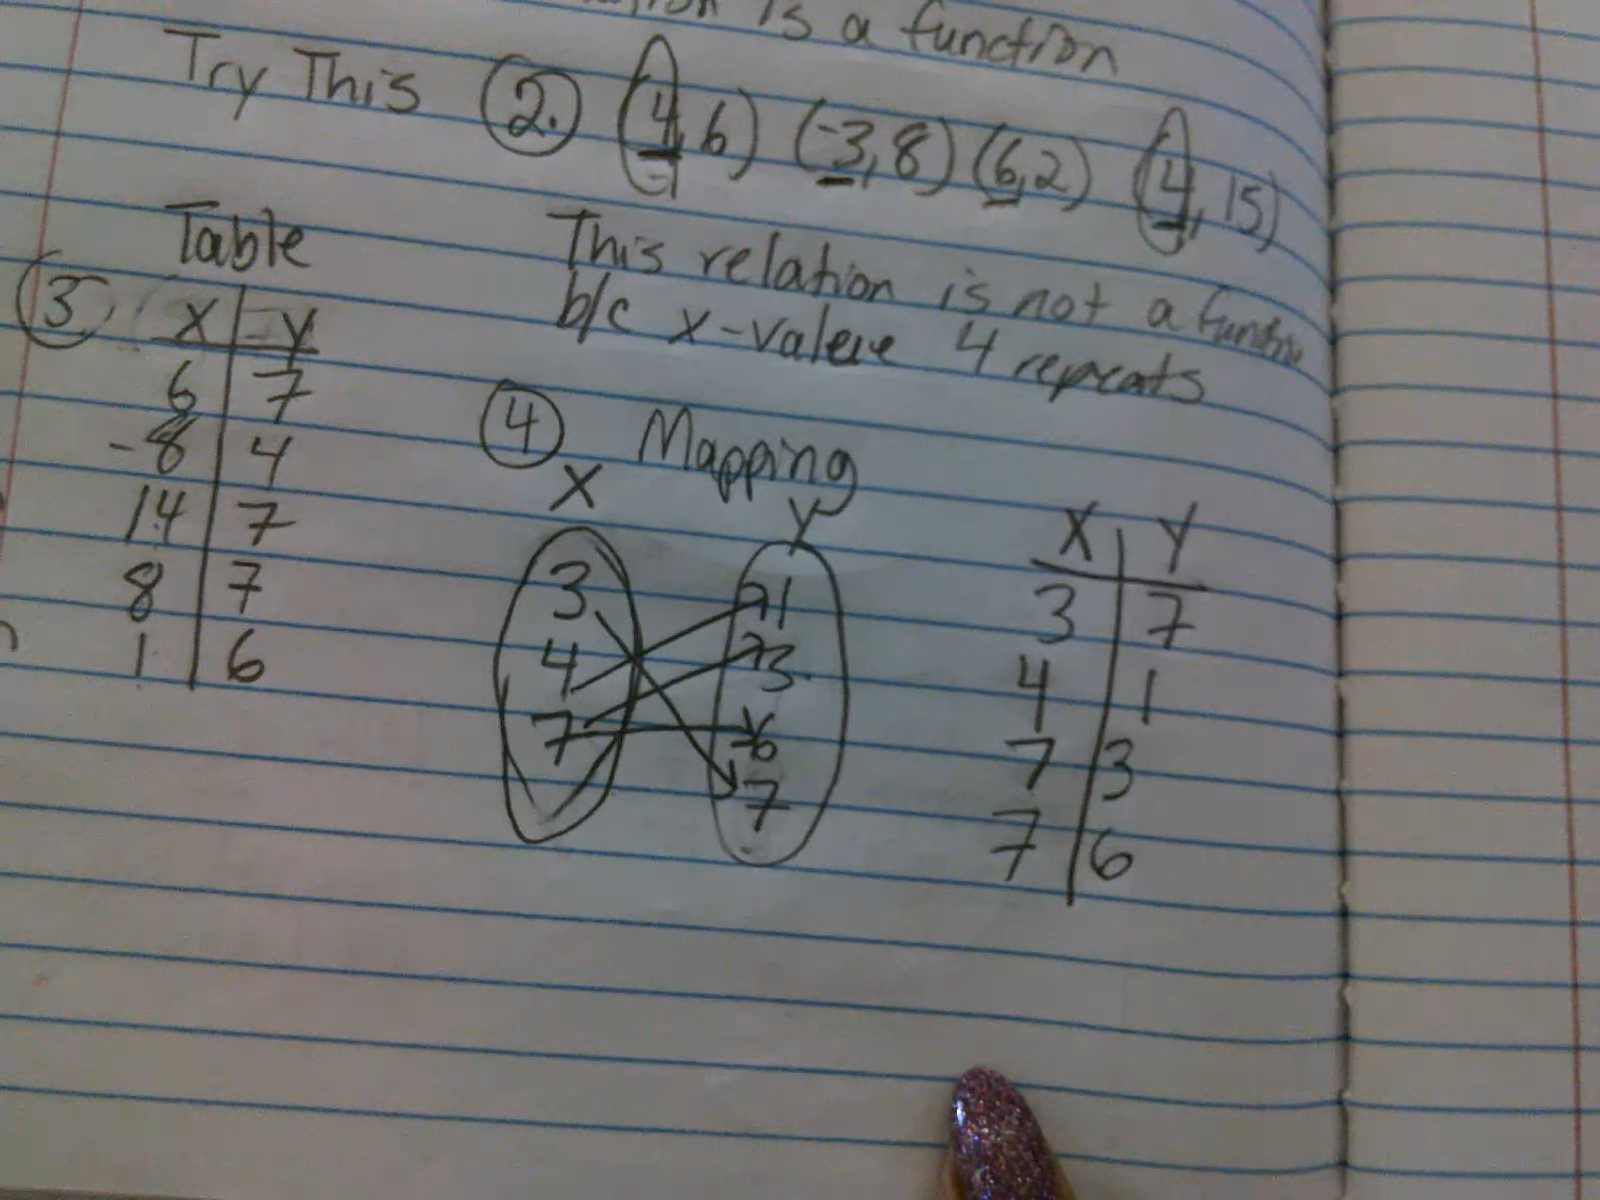 is a function
Try This 2. (4, 6) (-3, 8) (6, 2) (4, 15)
This relation is not a function
b/c x-valeue 4 repeats
Table
3.
X | Y
6 | 7
-8 | 4
14 | 7
8 | 7
1 | 6
4 Mapping
X Y
3 1
4 3
7 6
7
X | Y
3 | 7
4 | 1
7 | 3
7 | 6